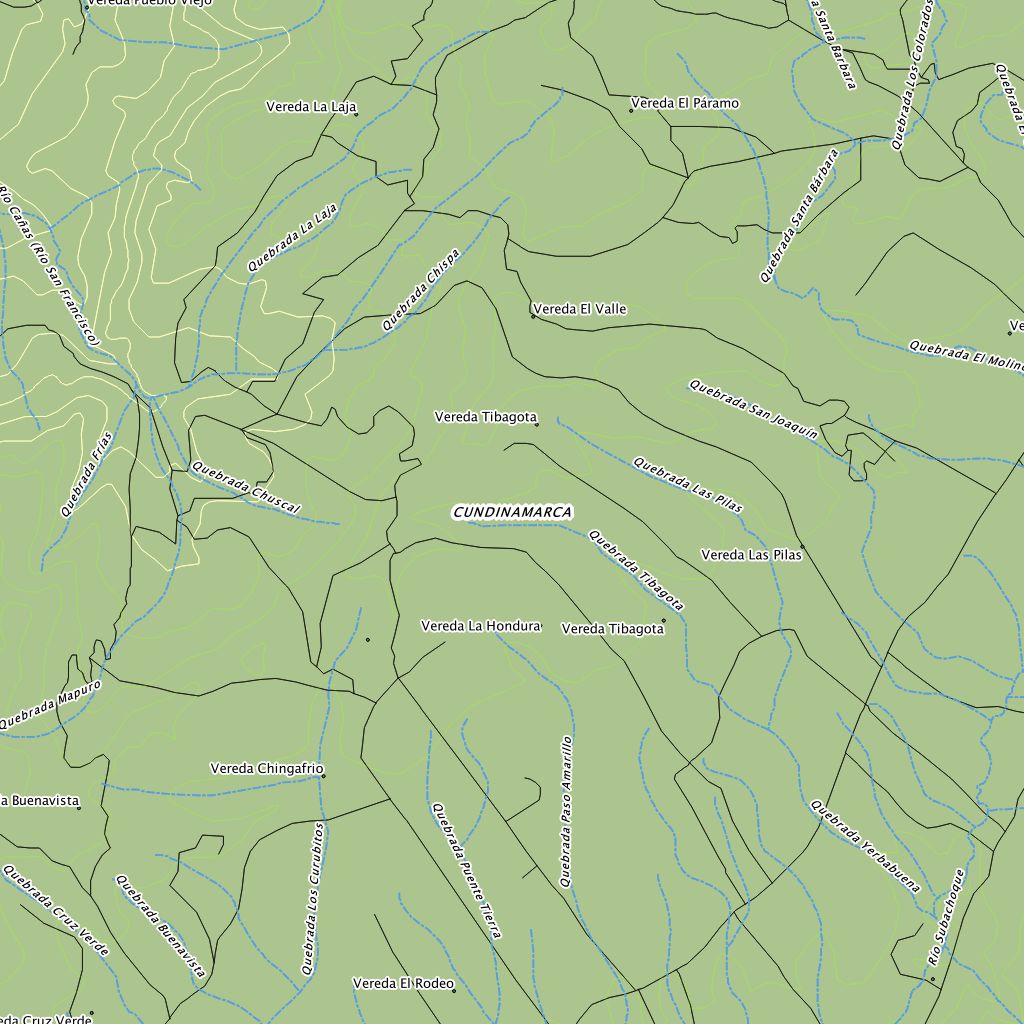 Vereda Pueblo Viejo
a Santa Barbara
Quebrada Los Colorados
Quebrada E
Vereda La Laja
Vereda El Páramo
Río Cañas (Río San Francisco)
Quebrada La Laja
Quebrada Santa Bárbara
Quebrada Chispa
Vereda El Valle
Ve
Quebrada El Molino
Quebrada San Joaquín
Vereda Tibagota
Quebrada Frías
Quebrada Chuscal
Quebrada Las Pilas
CUNDINAMARCA
Quebrada Tibagota
Vereda Las Pilas
Vereda La Hondura
Vereda Tibagota
Quebrada Mapuro
Vereda Chingafrio
Quebrada Paso Amarillo
a Buenavista
Quebrada Puente Tierra
Quebrada Yerbabuena
Quebrada Los Curubitos
Quebrada Cruz Verde
Quebrada Buenavista
Río Subachoque
Vereda El Rodeo
da Cruz Verde